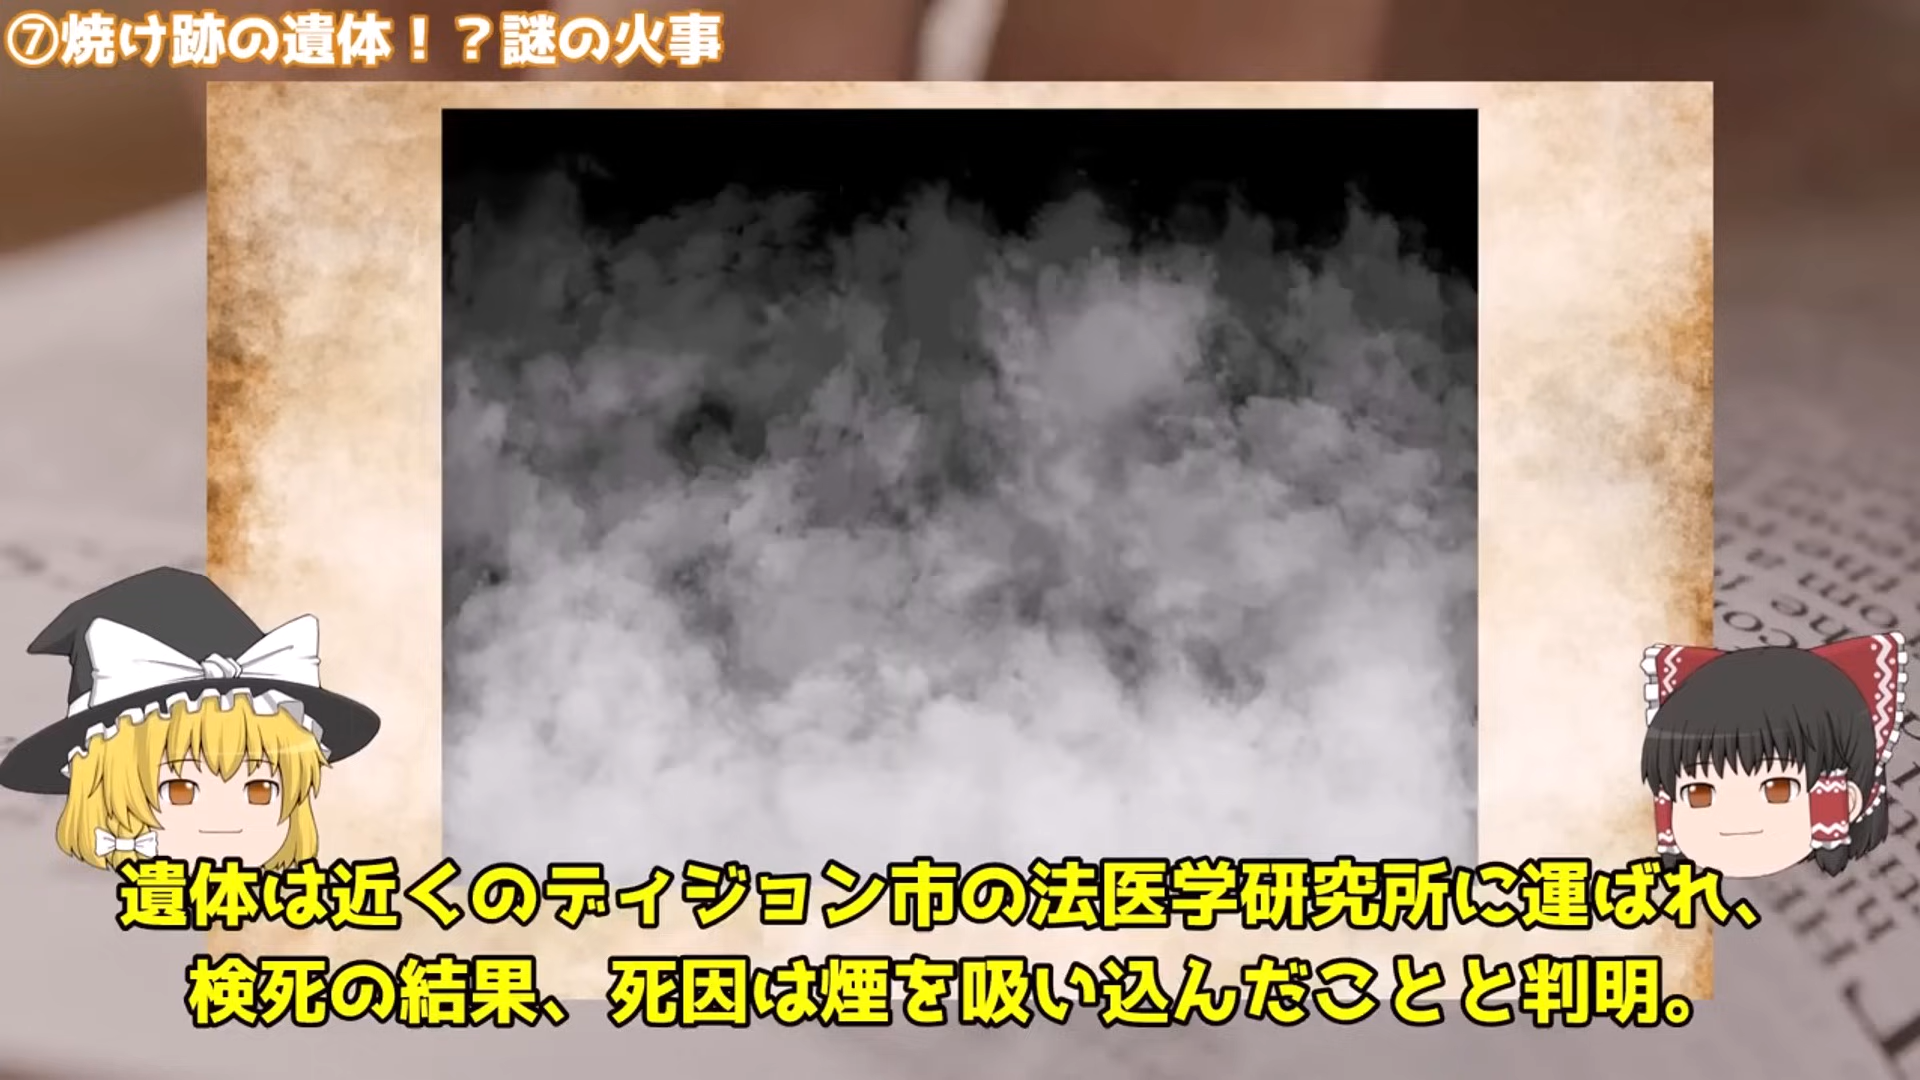 ⑦焼け跡の遺体！？謎の火事
遺体は近くのディジョン市の法医学研究所に運ばれ、
検死の結果、死因は煙を吸い込んだことと判明。